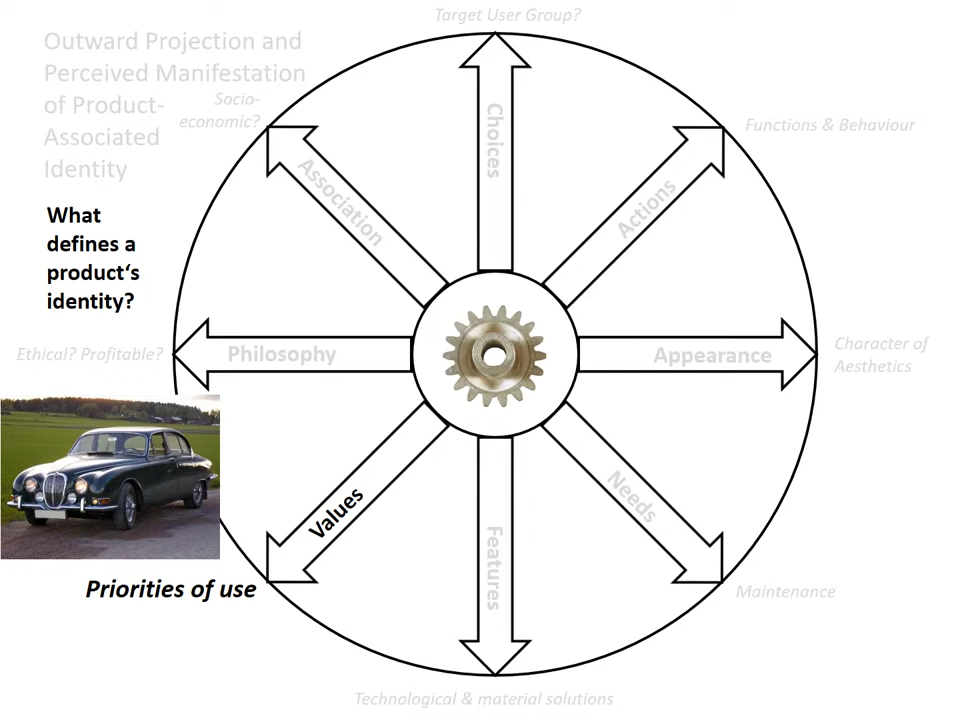 Target User Group?
Outward Projection and
Perceived Manifestation
of Product-
Associated
Identity
Socio-
economic?
Functions & Behaviour
Choices
Association
Actions
What
defines a
product‘s
identity?
Ethical? Profitable?
Philosophy
Appearance
Character of
Aesthetics
Values
Needs
Features
Priorities of use
Maintenance
Technological & material solutions